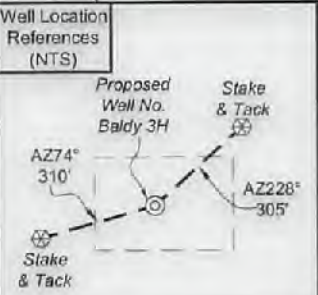 Well Location
References
(NTS)
Proposed
Well No.
Baldy 3H
Stake
& Tack
AZ74°
310'
AZ228°
305'
Stake
& Tack